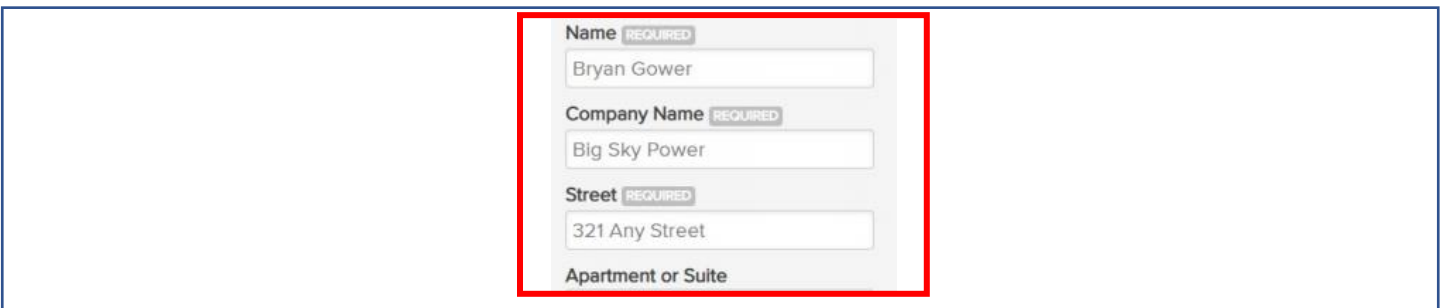 Name REQUIRED
Bryan Gower
Company Name REQUIRED
Big Sky Power
Street REQUIRED
321 Any Street
Apartment or Suite